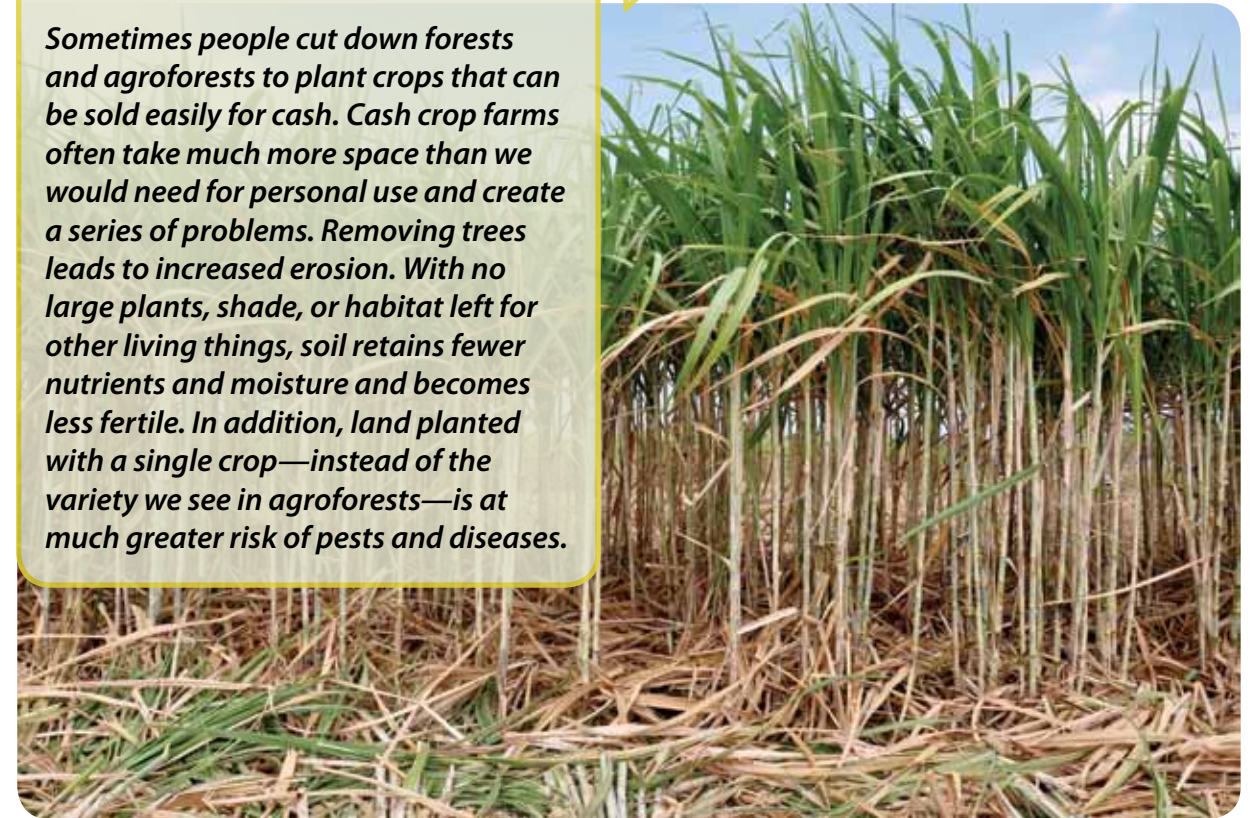 Sometimes people cut down forests
and agroforests to plant crops that can
be sold easily for cash. Cash crop farms
often take much more space than we
would need for personal use and create
a series of problems. Removing trees
leads to increased erosion. With no
large plants, shade, or habitat left for
other living things, soil retains fewer
nutrients and moisture and becomes
less fertile. In addition, land planted
with a single crop—instead of the
variety we see in agroforests—is at
much greater risk of pests and diseases.